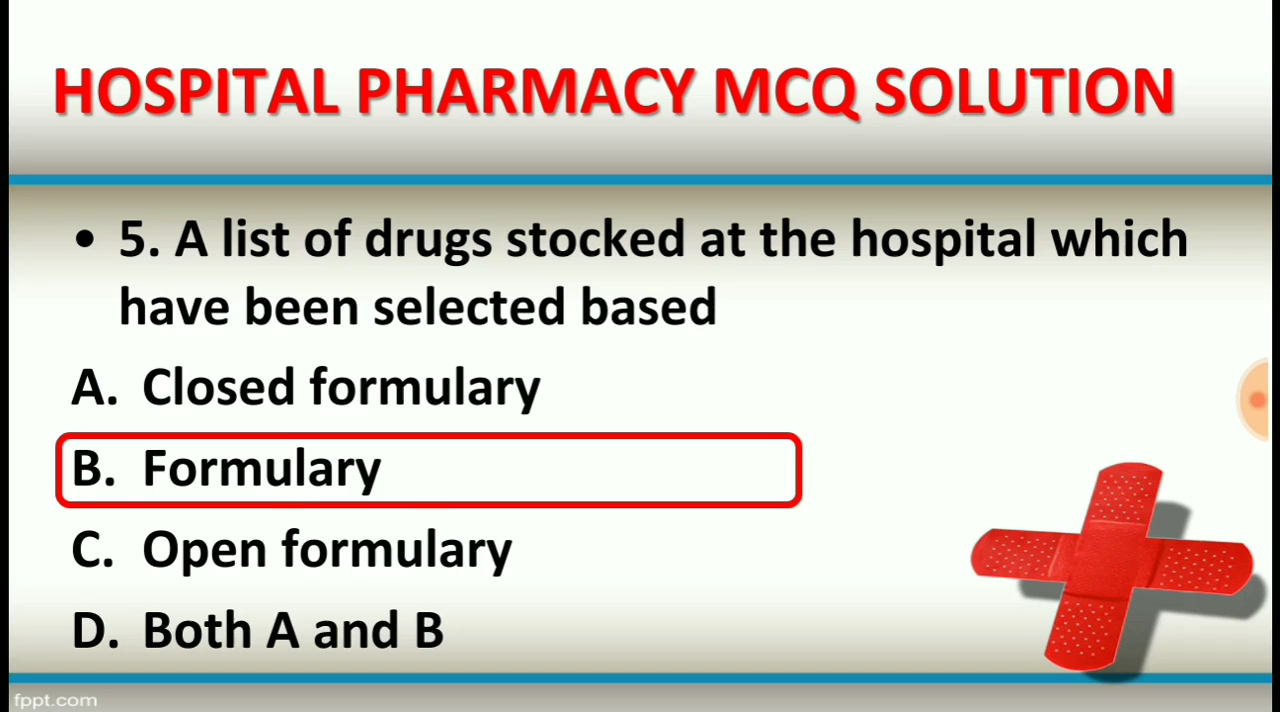 HOSPITAL PHARMACY MCQ SOLUTION
• 5. A list of drugs stocked at the hospital which
have been selected based
A. Closed formulary
B. Formulary
C. Open formulary
D. Both A and B
fppt.com